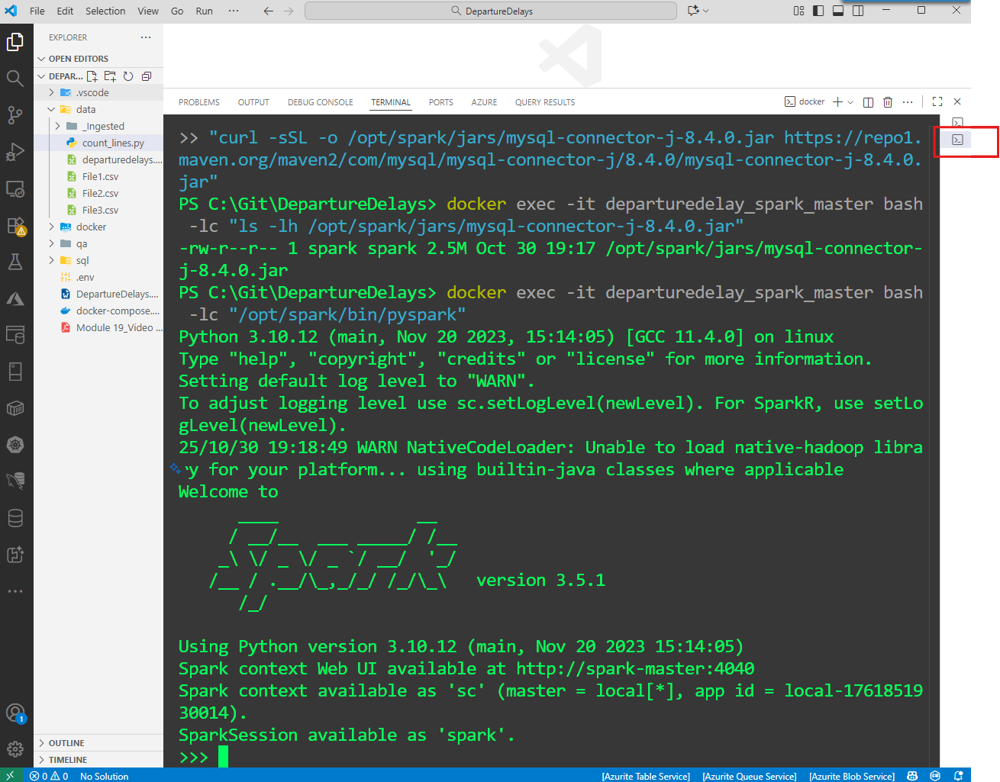 File Edit Selection View Go Run ··· DepartureDelays
EXPLORER ···
OPEN EDITORS
DEPAR...
.vscode
data
_Ingested
count_lines.py
departuredelays....
File1.csv
File2.csv
File3.csv
docker
qa
sql
.env
DepartureDelays....
docker-compose....
Module 19_Video ...
OUTLINE
TIMELINE
PROBLEMS OUTPUT DEBUG CONSOLE TERMINAL PORTS AZURE QUERY RESULTS docker ···
>> "curl -sSL -o /opt/spark/jars/mysql-connector-j-8.4.0.jar https://repo1.
maven.org/maven2/com/mysql/mysql-connector-j/8.4.0/mysql-connector-j-8.4.0.
jar"
PS C:\Git\DepartureDelays> docker exec -it departuredelay_spark_master bash
 -lc "ls -lh /opt/spark/jars/mysql-connector-j-8.4.0.jar"
-rw-r--r-- 1 spark spark 2.5M Oct 30 19:17 /opt/spark/jars/mysql-connector-
j-8.4.0.jar
PS C:\Git\DepartureDelays> docker exec -it departuredelay_spark_master bash
 -lc "/opt/spark/bin/pyspark"
Python 3.10.12 (main, Nov 20 2023, 15:14:05) [GCC 11.4.0] on linux
Type "help", "copyright", "credits" or "license" for more information.
Setting default log level to "WARN".
To adjust logging level use sc.setLogLevel(newLevel). For SparkR, use setLo
gLevel(newLevel).
25/10/30 19:18:49 WARN NativeCodeLoader: Unable to load native-hadoop libra
ry for your platform... using builtin-java classes where applicable
Welcome to
      ____              __
     / __/__  ___ _____/ /__
    _\ \/ _ \/ _ `/ __/  '_/
   /__ / .__/\_,_/_/ /_/\_\   version 3.5.1
      /_/
Using Python version 3.10.12 (main, Nov 20 2023 15:14:05)
Spark context Web UI available at http://spark-master:4040
Spark context available as 'sc' (master = local[*], app id = local-17618519
30014).
SparkSession available as 'spark'.
>>>
1
0 0 No Solution [Azurite Table Service] [Azurite Queue Service] [Azurite Blob Service]